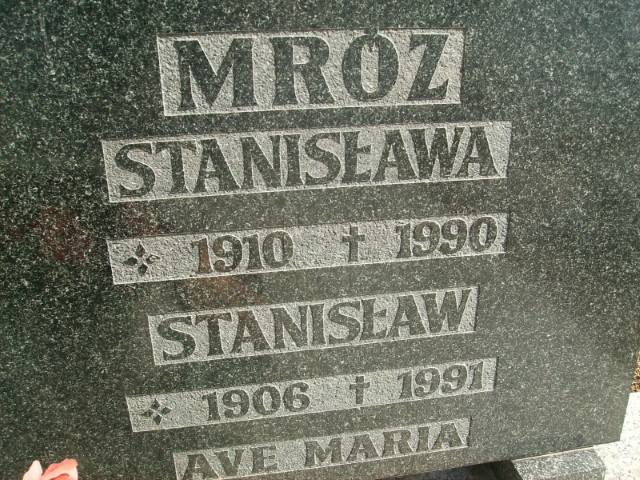 MRÓZ
STANISŁAWA
1910 † 1990
STANISŁAW
1906 † 1991
AVE MARIA